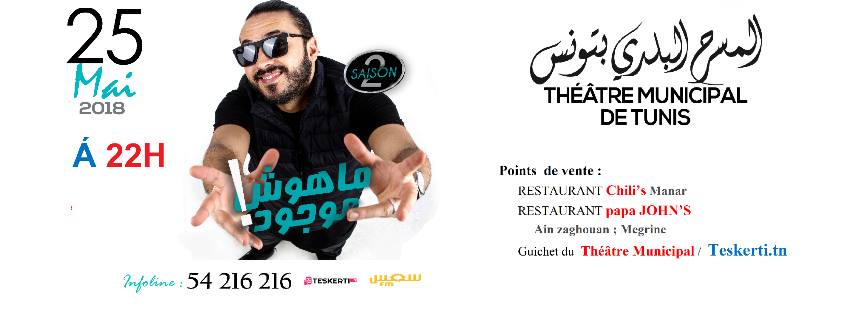 25
Mai
2018
Á 22H
SAISON
2
ماهوش
موجود!
Infoline : 54 216 216
TESKERTI
FM
المسرح البلدي بتونس
THÉÂTRE MUNICIPAL
DE TUNIS
Points de vente :
RESTAURANT Chili's Manar
RESTAURANT papa JOHN'S
Ain zaghouan ; Megrine
Guichet du Théâtre Municipal / Teskerti.tn